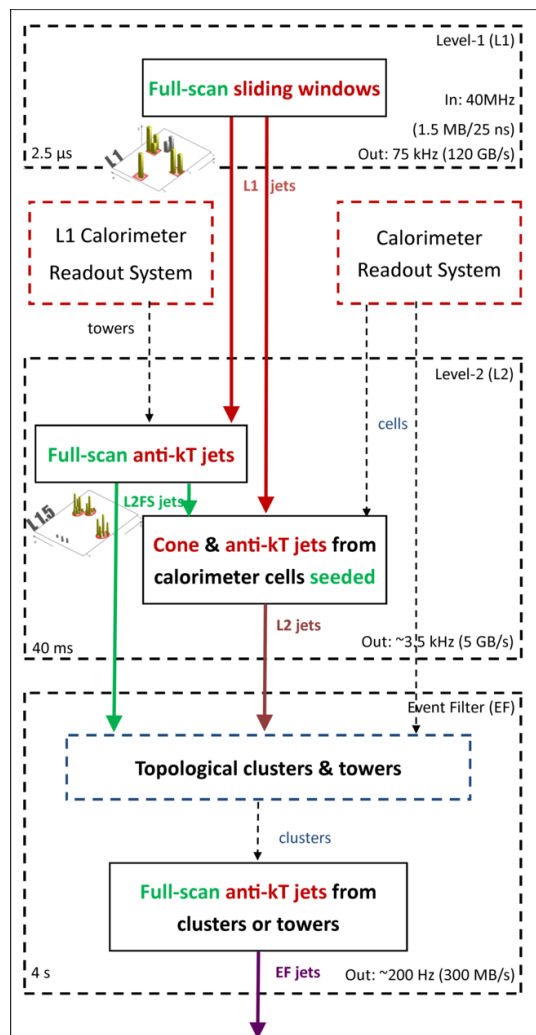 Level-1 (L1)
Full-scan sliding windows
In: 40MHz
(1.5 MB/25 ns)
2.5 µs
Out: 75 kHz (120 GB/s)
L1
L1 jets
L1 Calorimeter
Readout System
Calorimeter
Readout System
towers
Level-2 (L2)
cells
Full-scan anti-kT jets
L2FS jets
L1.5
Cone & anti-kT jets from
calorimeter cells seeded
L2 jets
40 ms
Out: ~3.5 kHz (5 GB/s)
Event Filter (EF)
Topological clusters & towers
clusters
Full-scan anti-kT jets from
clusters or towers
4 s
EF jets
Out: ~200 Hz (300 MB/s)